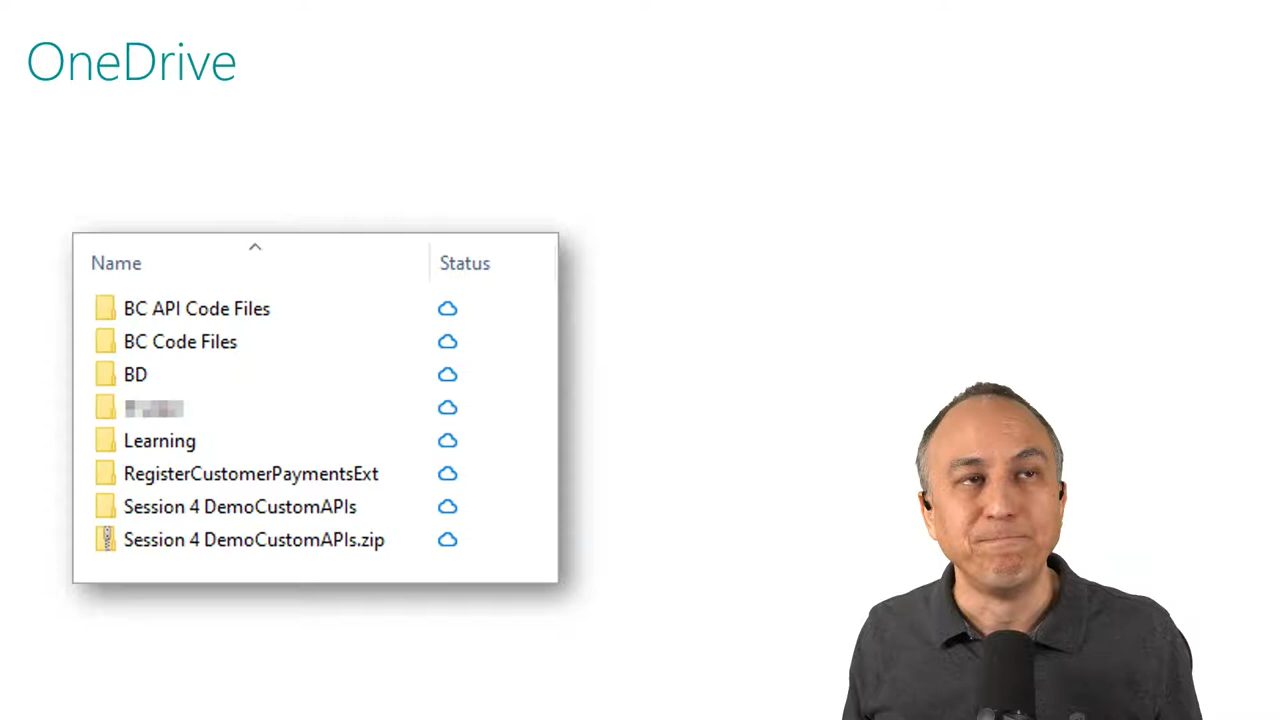 OneDrive
Name Status
BC API Code Files
BC Code Files
BD
Learning
RegisterCustomerPaymentsExt
Session 4 DemoCustomAPIs
Session 4 DemoCustomAPIs.zip